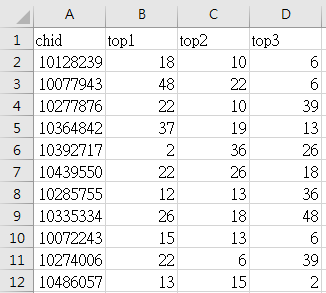 A B C D
1 chid top1 top2 top3
2 10128239 18 10 6
3 10077943 48 22 6
4 10277876 22 10 39
5 10364842 37 19 13
6 10392717 2 36 26
7 10439550 22 26 18
8 10285755 12 13 36
9 10335334 26 18 48
10 10072243 15 13 6
11 10274006 22 6 39
12 10486057 13 15 2